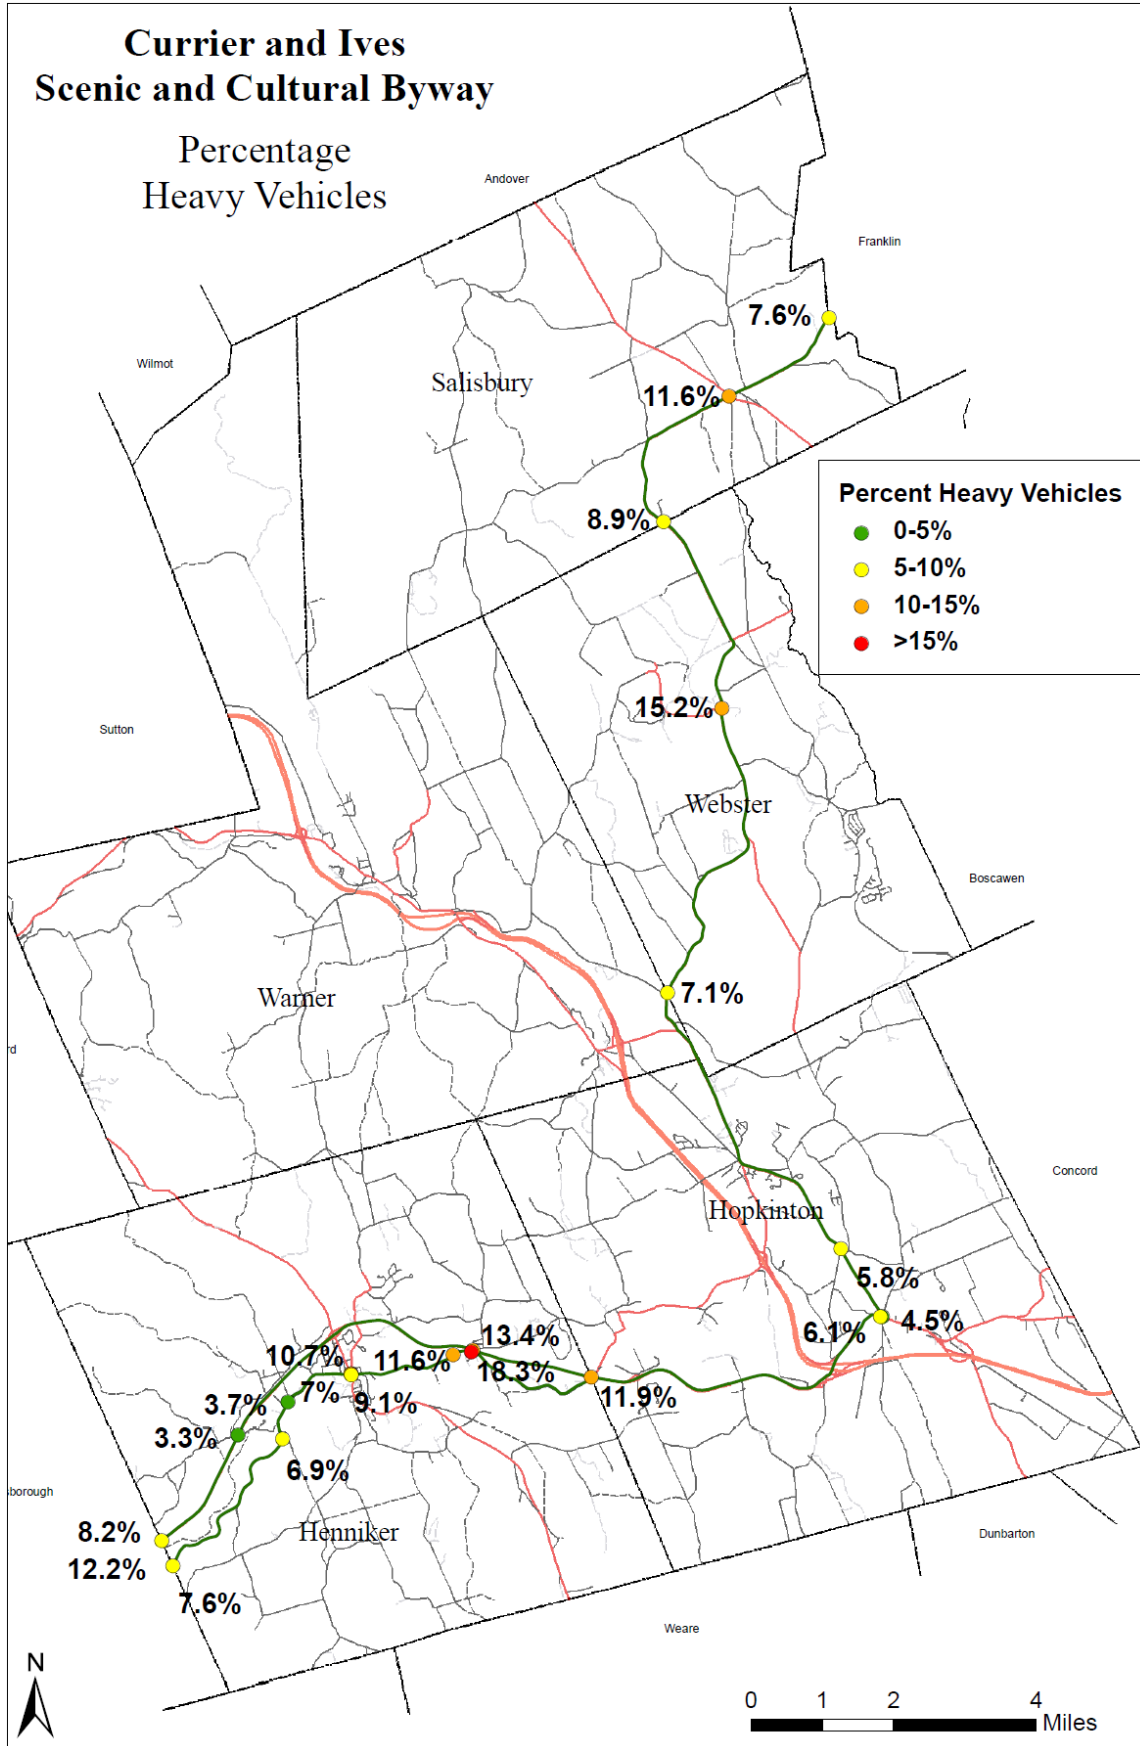 Currier and Ives
Scenic and Cultural Byway
Percentage
Heavy Vehicles
Andover
Franklin
7.6%
Wilmot
Salisbury
11.6%
Percent Heavy Vehicles
0-5%
5-10%
10-15%
>15%
8.9%
15.2%
Sutton
Webster
Boscawen
7.1%
Warner
rd
Concord
Hopkinton
5.8%
4.5%
6.1%
13.4%
10.7%
11.6%
18.3%
7%
9.1%
11.9%
3.7%
3.3%
6.9%
sborough
Henniker
8.2%
12.2%
7.6%
Dunbarton
Weare
N
0 1 2 4
Miles